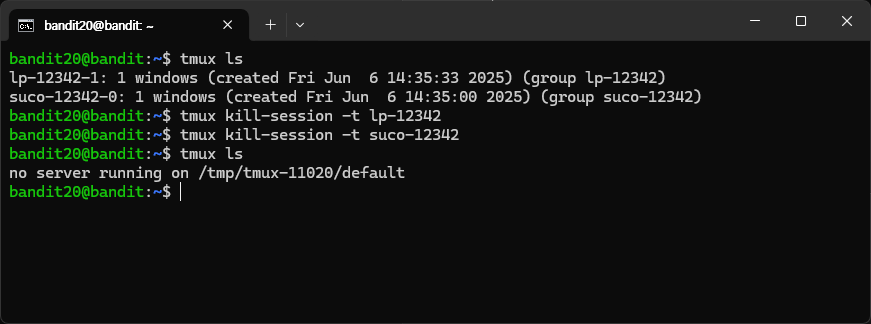 bandit20@bandit: ~
bandit20@bandit:~$ tmux ls
lp-12342-1: 1 windows (created Fri Jun  6 14:35:33 2025) (group lp-12342)
suco-12342-0: 1 windows (created Fri Jun  6 14:35:00 2025) (group suco-12342)
bandit20@bandit:~$ tmux kill-session -t lp-12342
bandit20@bandit:~$ tmux kill-session -t suco-12342
bandit20@bandit:~$ tmux ls
no server running on /tmp/tmux-11020/default
bandit20@bandit:~$